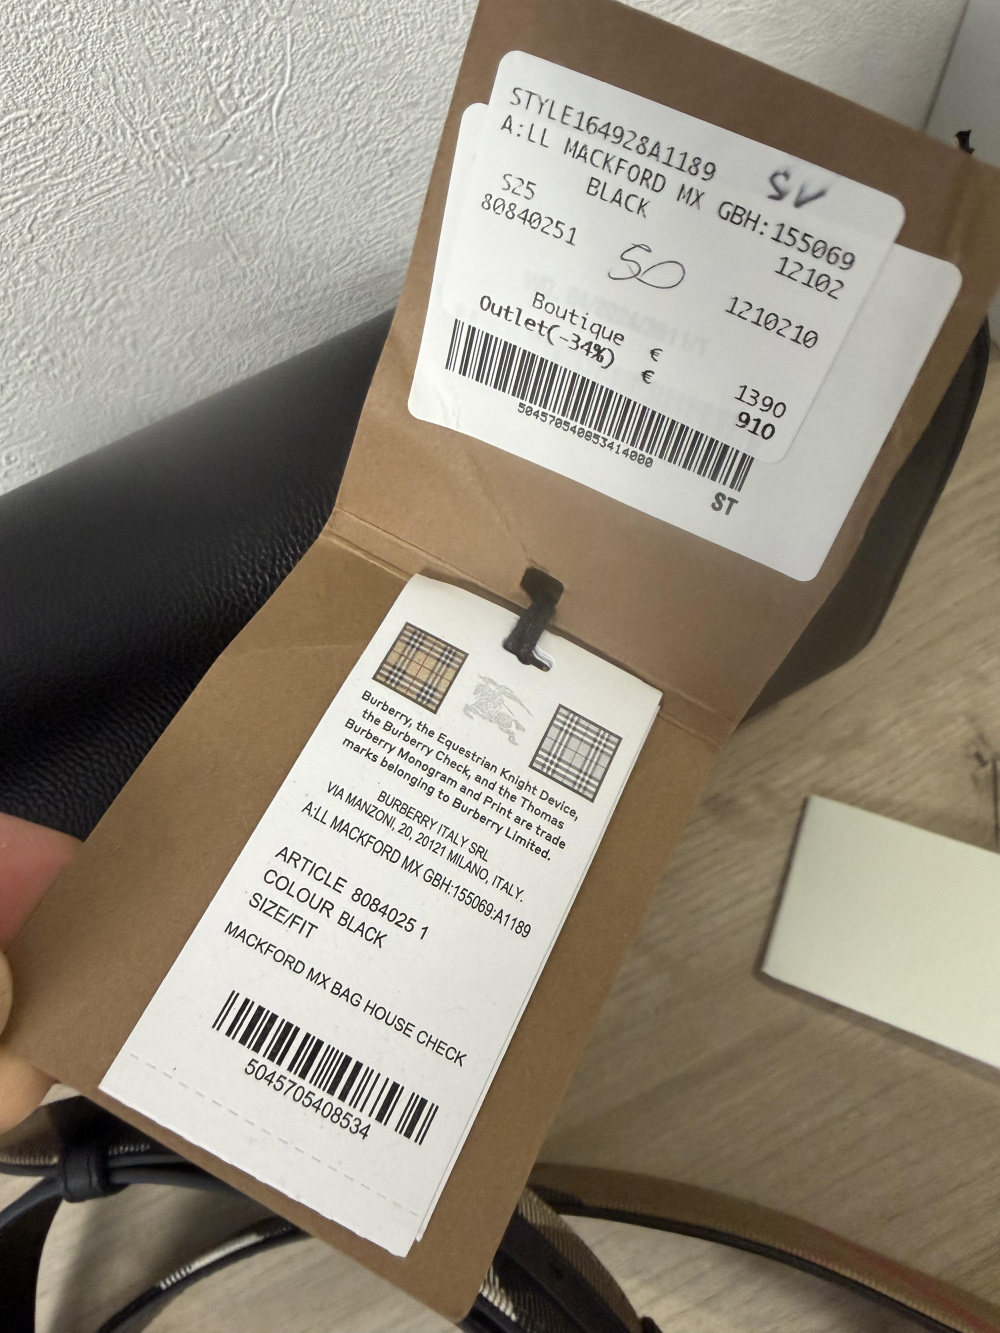 STYLE164928A1189
SV
A:LL MACKFORD MX GBH:155069
S25 BLACK 12102
80840251 1210210
50
Boutique € 1390
Outlet(-34%) € 910
504570540853414000
ST
Burberry, the Equestrian Knight Device,
the Burberry Check, and the Thomas
Burberry Monogram and Print are trade
marks belonging to Burberry Limited.
BURBERRY ITALY SRL
VIA MANZONI, 20, 20121 MILANO, ITALY.
A:LL MACKFORD MX GBH:155069:A1189
ARTICLE 8084025 1
COLOUR BLACK
SIZE/FIT
MACKFORD MX BAG HOUSE CHECK
5045705408534